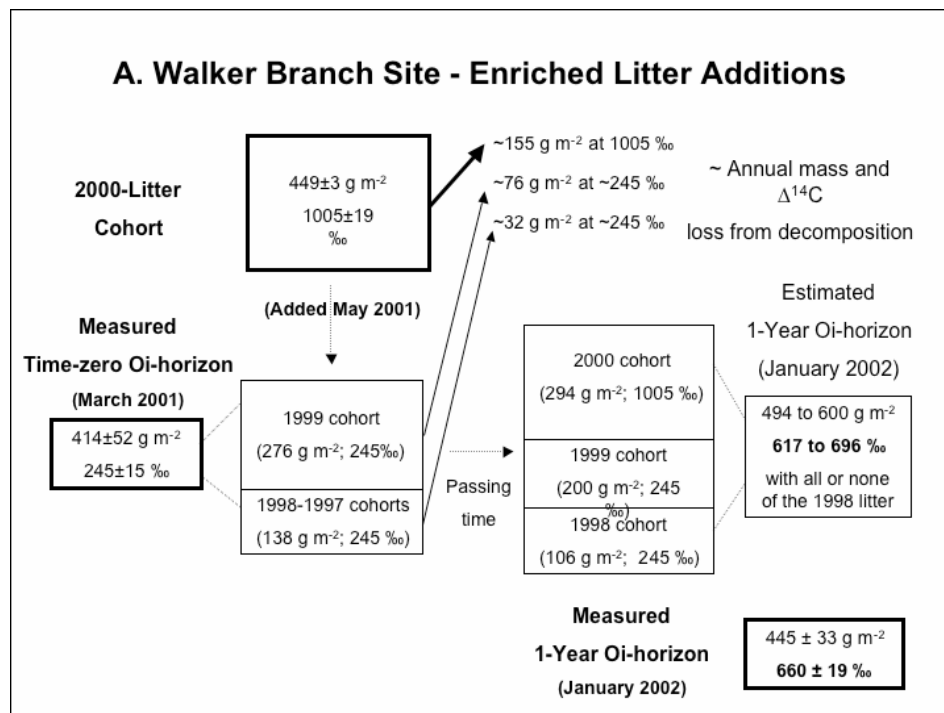 A. Walker Branch Site - Enriched Litter Additions
2000-Litter
Cohort
449±3 g m-2
1005±19
‰
~155 g m-2 at 1005 ‰
~76 g m-2 at ~245 ‰
~32 g m-2 at ~245 ‰
~ Annual mass and
Δ14C
loss from decomposition
(Added May 2001)
Measured
Time-zero Oi-horizon
(March 2001)
414±52 g m-2
245±15 ‰
1999 cohort
(276 g m-2; 245‰)
1998-1997 cohorts
(138 g m-2; 245 ‰)
Passing
time
2000 cohort
(294 g m-2; 1005 ‰)
1999 cohort
(200 g m-2; 245
‰)
1998 cohort
(106 g m-2;  245 ‰)
Estimated
1-Year Oi-horizon
(January 2002)
494 to 600 g m-2
617 to 696 ‰
with all or none
of the 1998 litter
Measured
1-Year Oi-horizon
(January 2002)
445 ± 33 g m-2
660 ± 19 ‰